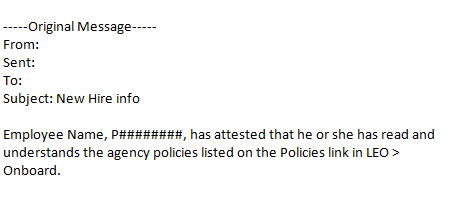 -----Original Message-----
From:
Sent:
To:
Subject: New Hire info
Employee Name, P########, has attested that he or she has read and
understands the agency policies listed on the Policies link in LEO >
Onboard.